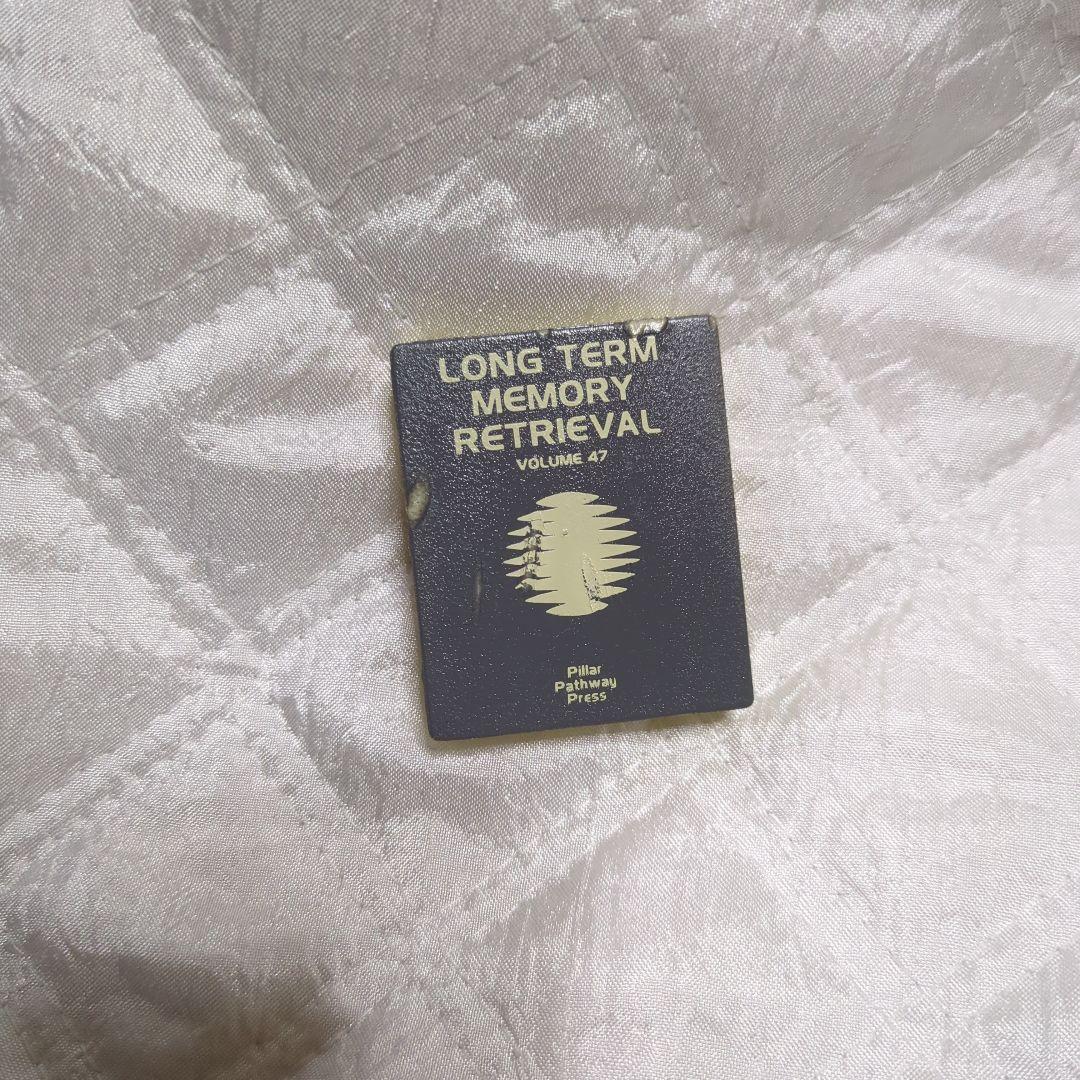 LONG TERM
MEMORY
RETRIEVAL
VOLUME 47
Pillar
Pathway
Press